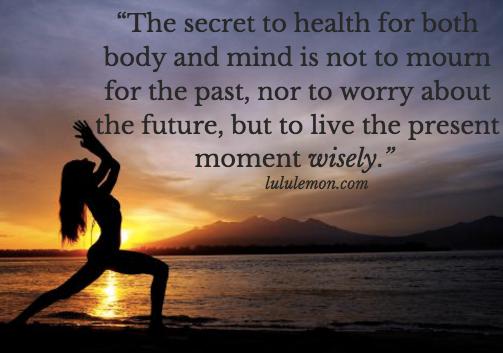 “The secret to health for both
body and mind is not to mourn
for the past, nor to worry about
the future, but to live the present
moment wisely.”
lululemon.com